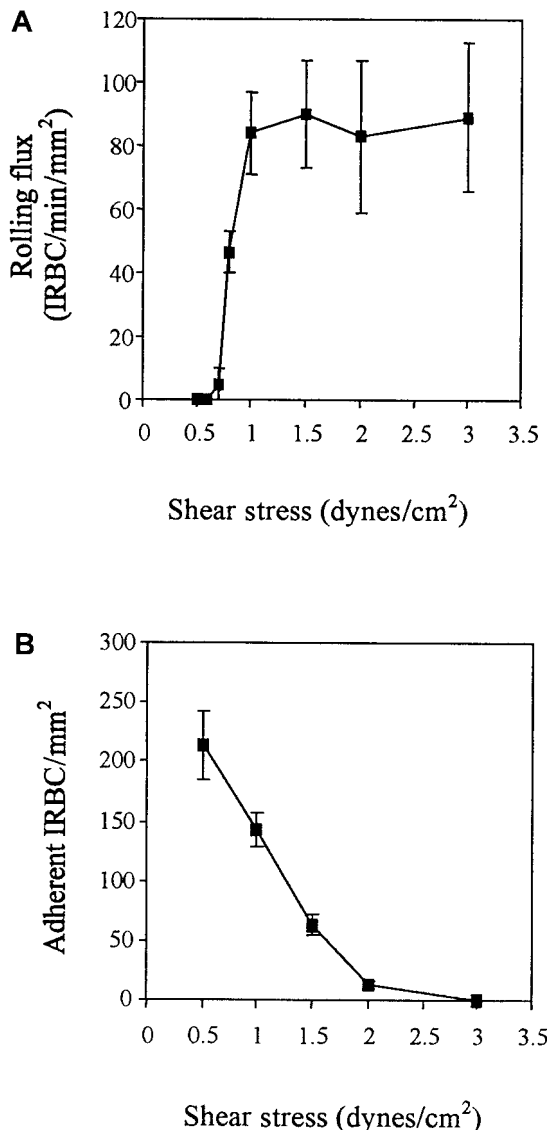 A
120
100
80
60
40
20
0
Rolling flux
(IRBC/min/mm²)
0 0.5 1 1.5 2 2.5 3 3.5
Shear stress (dynes/cm²)
B
300
250
200
150
100
50
0
Adherent IRBC/mm²
0 0.5 1 1.5 2 2.5 3 3.5
Shear stress (dynes/cm²)